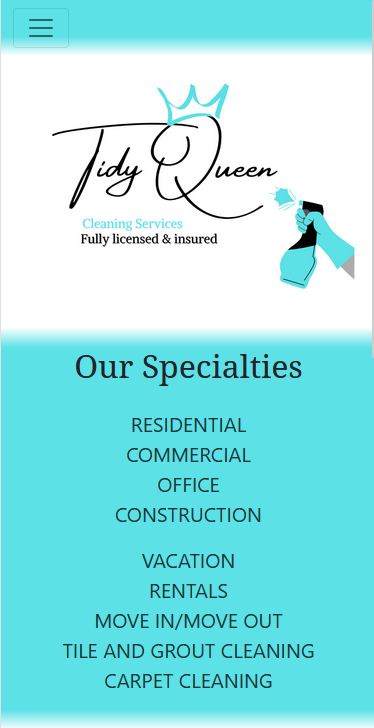 Tidy Queen
Cleaning Services
Fully licensed & insured
Our Specialties
RESIDENTIAL
COMMERCIAL
OFFICE
CONSTRUCTION
VACATION
RENTALS
MOVE IN/MOVE OUT
TILE AND GROUT CLEANING
CARPET CLEANING